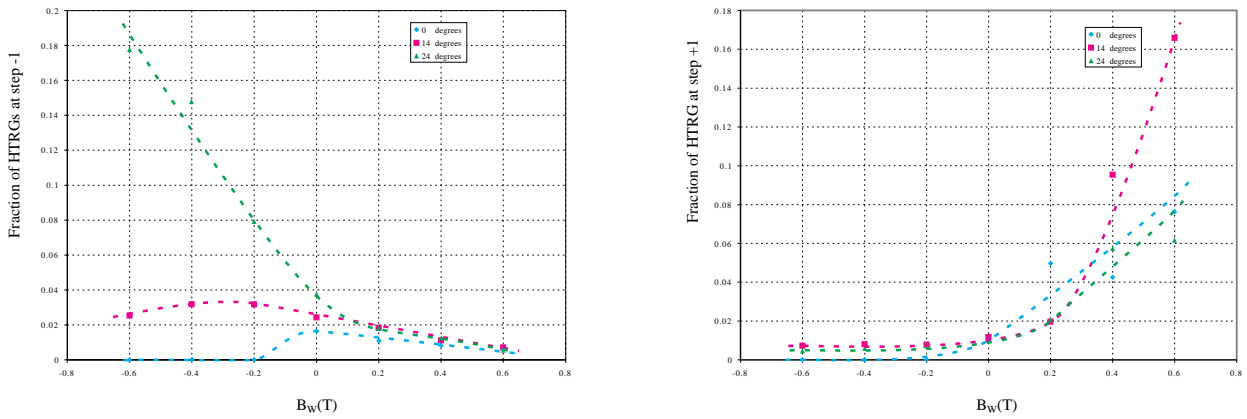 Fraction of HTRGs at step -1
0.2
0.18
0.16
0.14
0.12
0.1
0.08
0.06
0.04
0.02
0
-0.8 -0.6 -0.4 -0.2 0 0.2 0.4 0.6 0.8
0 degrees
14 degrees
24 degrees
B_W(T)
Fraction of HTRG at step +1
0.18
0.16
0.14
0.12
0.1
0.08
0.06
0.04
0.02
0
-0.8 -0.6 -0.4 -0.2 0 0.2 0.4 0.6 0.8
0 degrees
14 degrees
24 degrees
B_W(T)